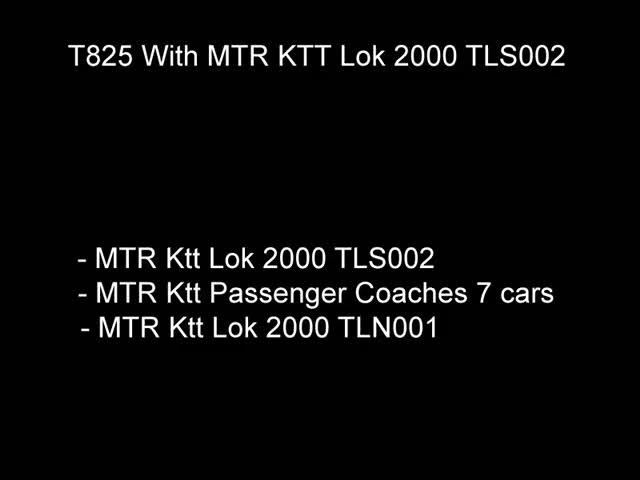 T825 With MTR KTT Lok 2000 TLS002
- MTR Ktt Lok 2000 TLS002
- MTR Ktt Passenger Coaches 7 cars
- MTR Ktt Lok 2000 TLN001